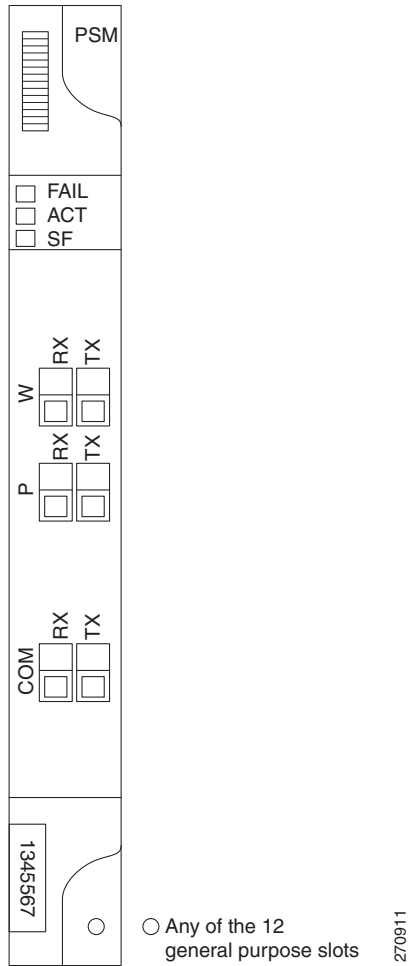 PSM
FAIL
ACT
SF
RX TX
W
RX TX
P
RX TX
COM
1345567
Any of the 12
general purpose slots
270911